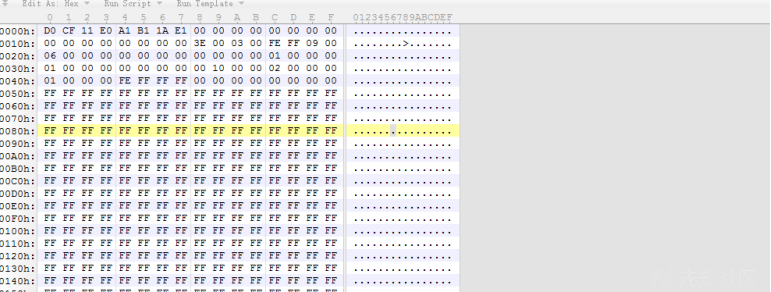 Edit As: Hex Run Script Run Template
0 1 2 3 4 5 6 7 8 9 A B C D E F 0123456789ABCDEF
0000h: D0 CF 11 E0 A1 B1 1A E1 00 00 00 00 00 00 00 00 ................
0010h: 00 00 00 00 00 00 00 00 3E 00 03 00 FE FF 09 00 ........>.......
0020h: 06 00 00 00 00 00 00 00 00 00 00 00 01 00 00 00 ................
0030h: 01 00 00 00 00 00 00 00 00 10 00 00 02 00 00 00 ................
0040h: 01 00 00 00 FE FF FF FF 00 00 00 00 00 00 00 00 ................
0050h: FF FF FF FF FF FF FF FF FF FF FF FF FF FF FF FF ................
0060h: FF FF FF FF FF FF FF FF FF FF FF FF FF FF FF FF ................
0070h: FF FF FF FF FF FF FF FF FF FF FF FF FF FF FF FF ................
0080h: FF FF FF FF FF FF FF FF FF FF FF FF FF FF FF FF ................
0090h: FF FF FF FF FF FF FF FF FF FF FF FF FF FF FF FF ................
00A0h: FF FF FF FF FF FF FF FF FF FF FF FF FF FF FF FF ................
00B0h: FF FF FF FF FF FF FF FF FF FF FF FF FF FF FF FF ................
00C0h: FF FF FF FF FF FF FF FF FF FF FF FF FF FF FF FF ................
00D0h: FF FF FF FF FF FF FF FF FF FF FF FF FF FF FF FF ................
00E0h: FF FF FF FF FF FF FF FF FF FF FF FF FF FF FF FF ................
00F0h: FF FF FF FF FF FF FF FF FF FF FF FF FF FF FF FF ................
0100h: FF FF FF FF FF FF FF FF FF FF FF FF FF FF FF FF ................
0110h: FF FF FF FF FF FF FF FF FF FF FF FF FF FF FF FF ................
0120h: FF FF FF FF FF FF FF FF FF FF FF FF FF FF FF FF ................
0130h: FF FF FF FF FF FF FF FF FF FF FF FF FF FF FF FF ................
0140h: FF FF FF FF FF FF FF FF FF FF FF FF FF FF FF FF ................